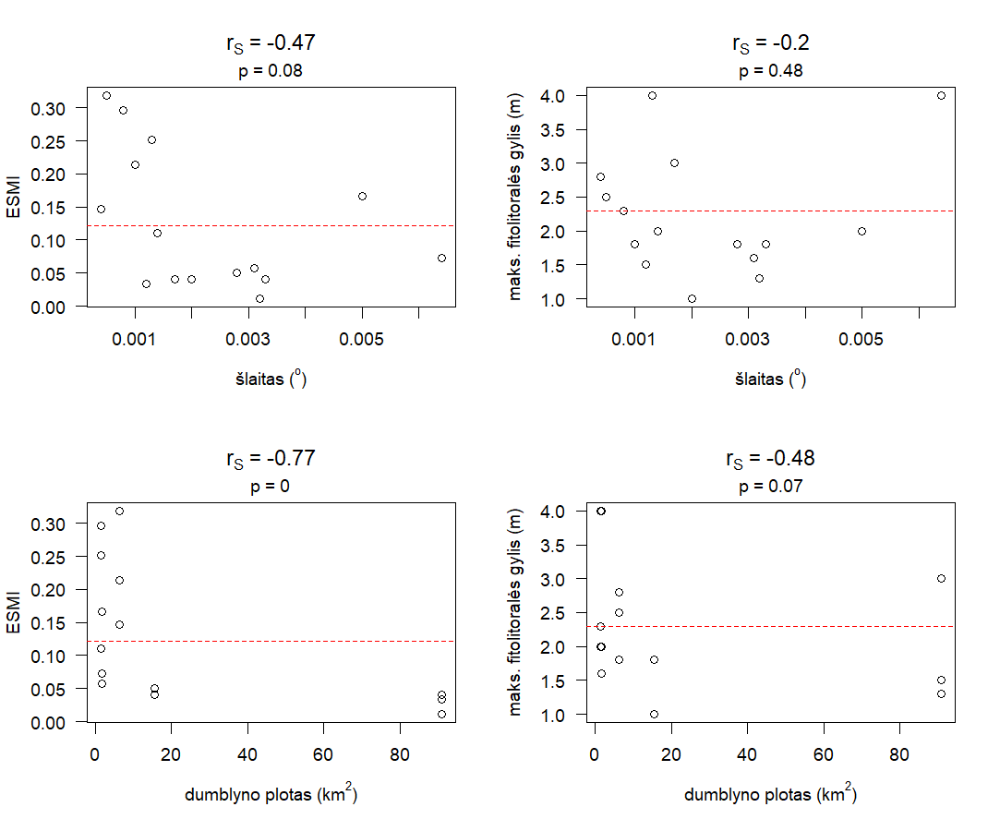 rS = -0.47
p = 0.08
ESMI
0.30
0.25
0.20
0.15
0.10
0.05
0.00
0.001
0.003
0.005
šlaitas (o)
rS = -0.2
p = 0.48
maks. fitolitoralės gylis (m)
4.0
3.5
3.0
2.5
2.0
1.5
1.0
0.001
0.003
0.005
šlaitas (o)
rS = -0.77
p = 0
ESMI
0.30
0.25
0.20
0.15
0.10
0.05
0.00
0
20
40
60
80
dumblyno plotas (km2)
rS = -0.48
p = 0.07
maks. fitolitoralės gylis (m)
4.0
3.5
3.0
2.5
2.0
1.5
1.0
0
20
40
60
80
dumblyno plotas (km2)